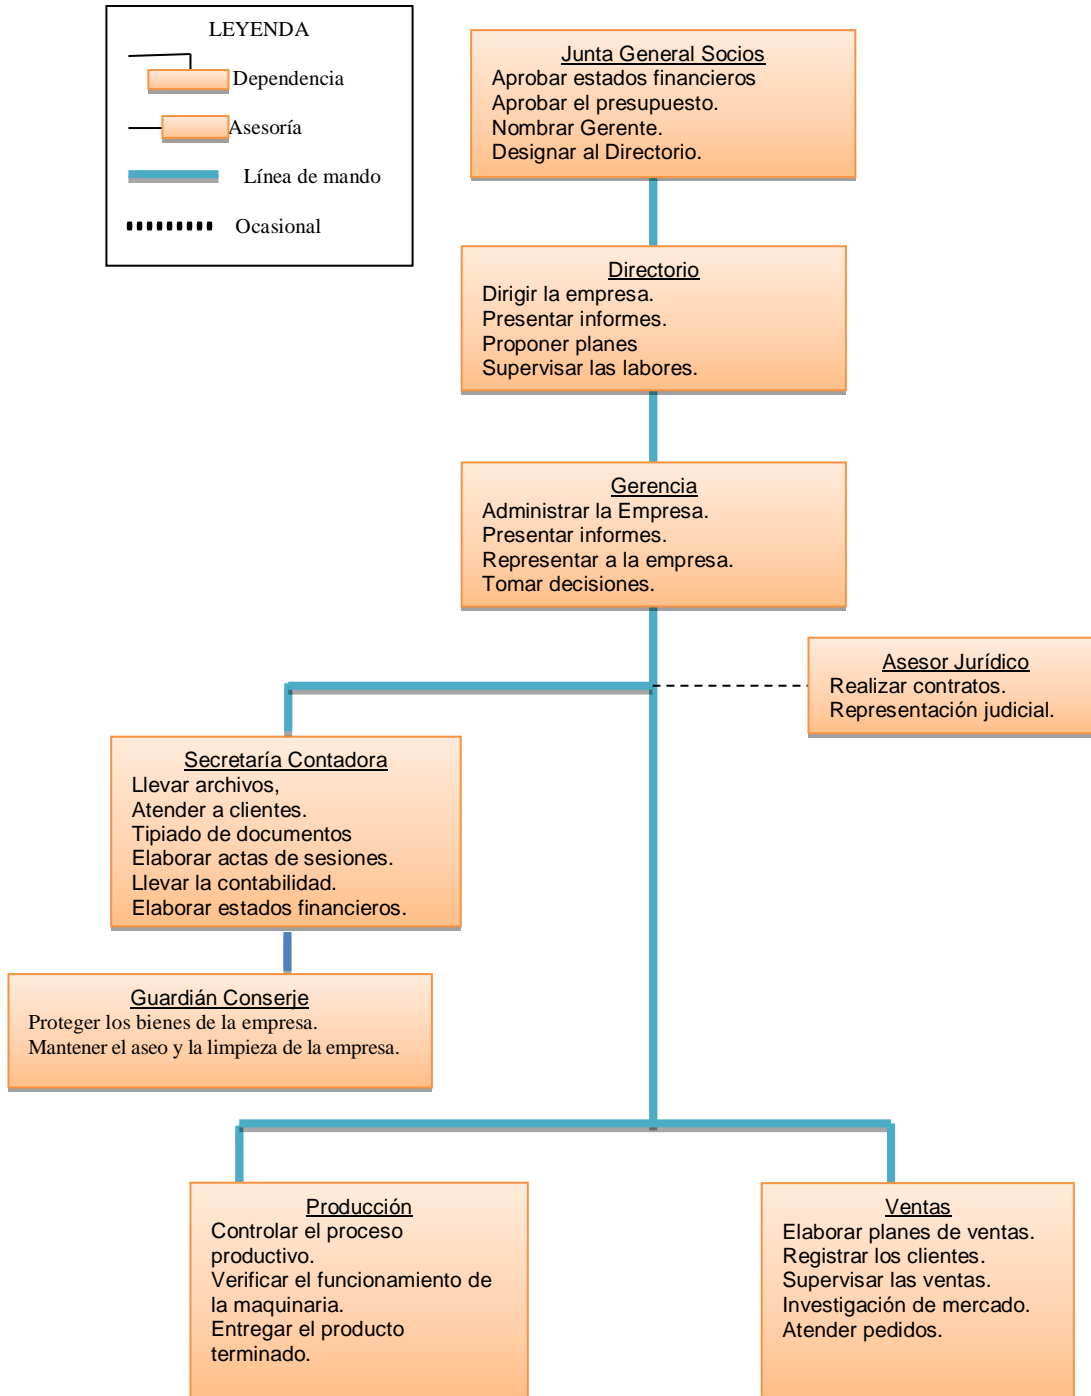 LEYENDA
Dependencia
Asesoría
Línea de mando
Ocasional
Junta General Socios
Aprobar estados financieros
Aprobar el presupuesto.
Nombrar Gerente.
Designar al Directorio.
Directorio
Dirigir la empresa.
Presentar informes.
Proponer planes
Supervisar las labores.
Gerencia
Administrar la Empresa.
Presentar informes.
Representar a la empresa.
Tomar decisiones.
Asesor Jurídico
Realizar contratos.
Representación judicial.
Secretaría Contadora
Llevar archivos,
Atender a clientes.
Tipiado de documentos
Elaborar actas de sesiones.
Llevar la contabilidad.
Elaborar estados financieros.
Guardián Conserje
Proteger los bienes de la empresa.
Mantener el aseo y la limpieza de la empresa.
Producción
Controlar el proceso
productivo.
Verificar el funcionamiento de
la maquinaria.
Entregar el producto
terminado.
Ventas
Elaborar planes de ventas.
Registrar los clientes.
Supervisar las ventas.
Investigación de mercado.
Atender pedidos.